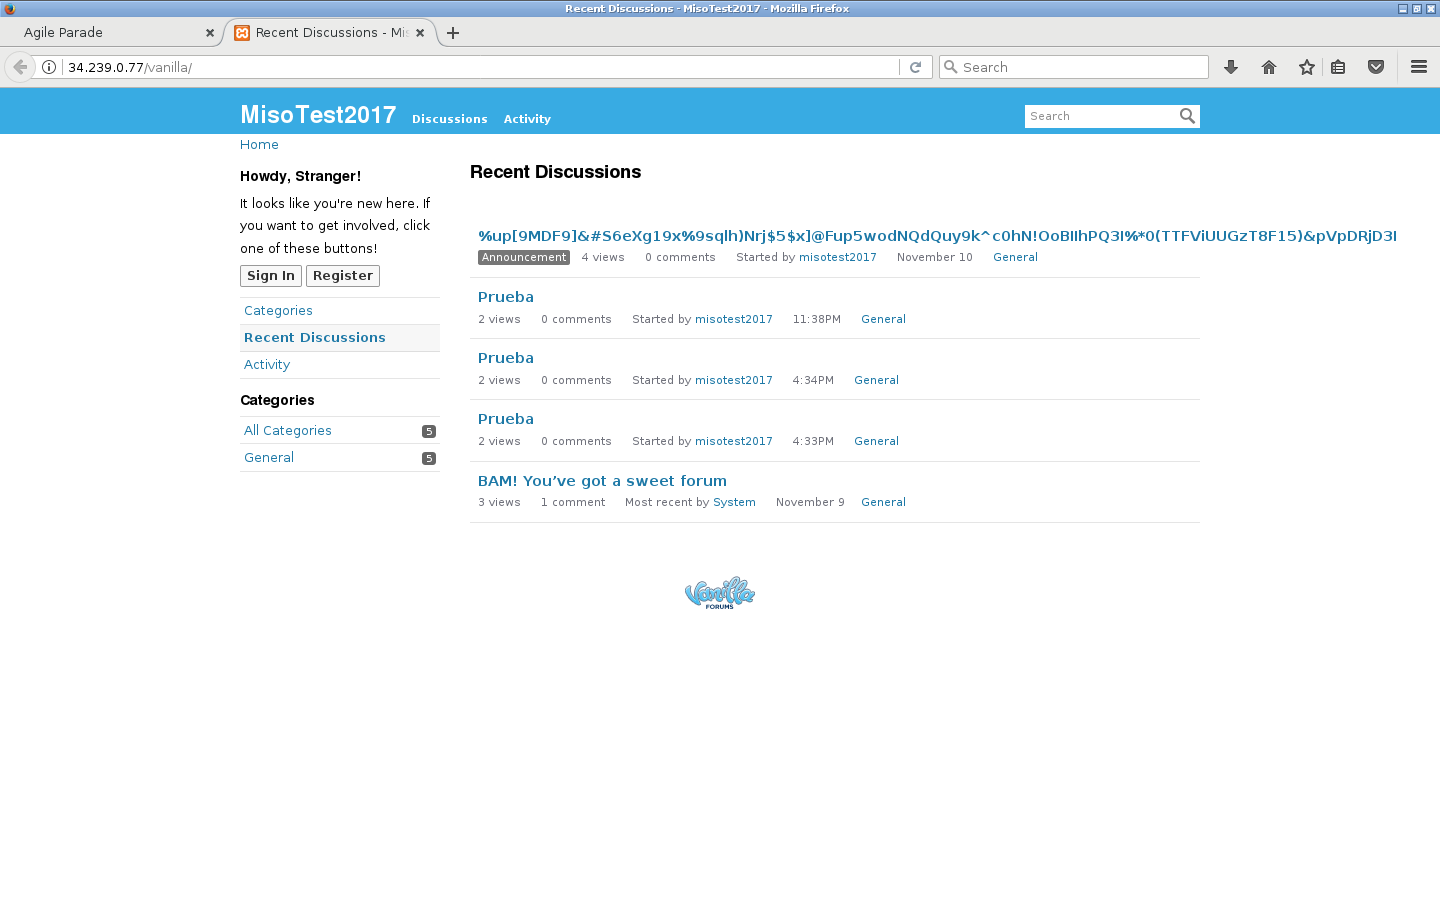 Recent Discussions - MisoTest2017 - Mozilla Firefox
Agile Parade
Recent Discussions - Mis
34.239.0.77/vanilla/
Search
MisoTest2017 Discussions Activity
Search
Home
Howdy, Stranger!
It looks like you're new here. If
you want to get involved, click
one of these buttons!
Sign In Register
Categories
Recent Discussions
Activity
Categories
All Categories 5
General 5
Recent Discussions
%up[9MDF9]&#S6eXg19x%9sqlh)Nrj$5$x]@Fup5wodNQdQuy9k^c0hN!OoBIIhPQ3I%*0(TTFViUUGzT8F15)&pVpDRjD3I
Announcement 4 views 0 comments Started by misotest2017 November 10 General
Prueba
2 views 0 comments Started by misotest2017 11:38PM General
Prueba
2 views 0 comments Started by misotest2017 4:34PM General
Prueba
2 views 0 comments Started by misotest2017 4:33PM General
BAM! You’ve got a sweet forum
3 views 1 comment Most recent by System November 9 General
Vanilla
FORUMS